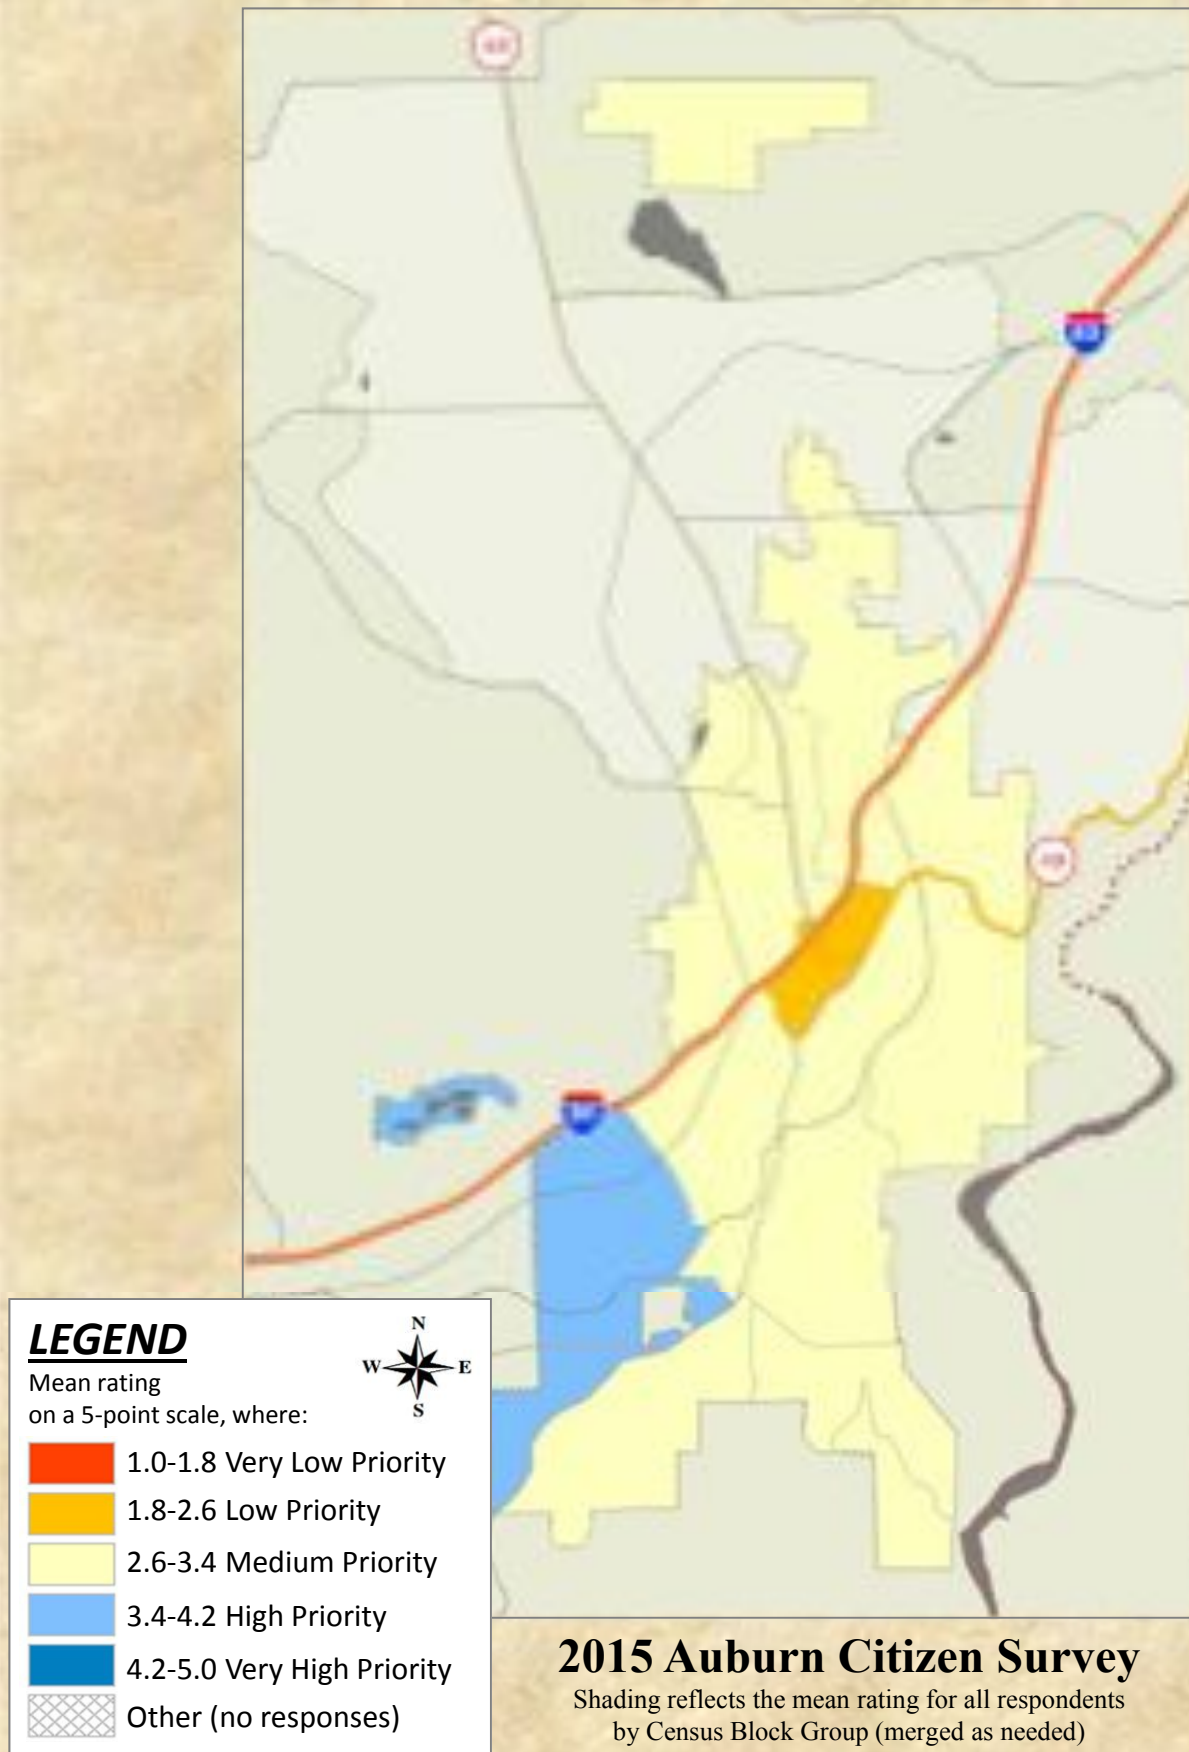 LEGEND
N
W E
S
Mean rating
on a 5-point scale, where:
1.0-1.8 Very Low Priority
1.8-2.6 Low Priority
2.6-3.4 Medium Priority
3.4-4.2 High Priority
4.2-5.0 Very High Priority
Other (no responses)
2015 Auburn Citizen Survey
Shading reflects the mean rating for all respondents
by Census Block Group (merged as needed)